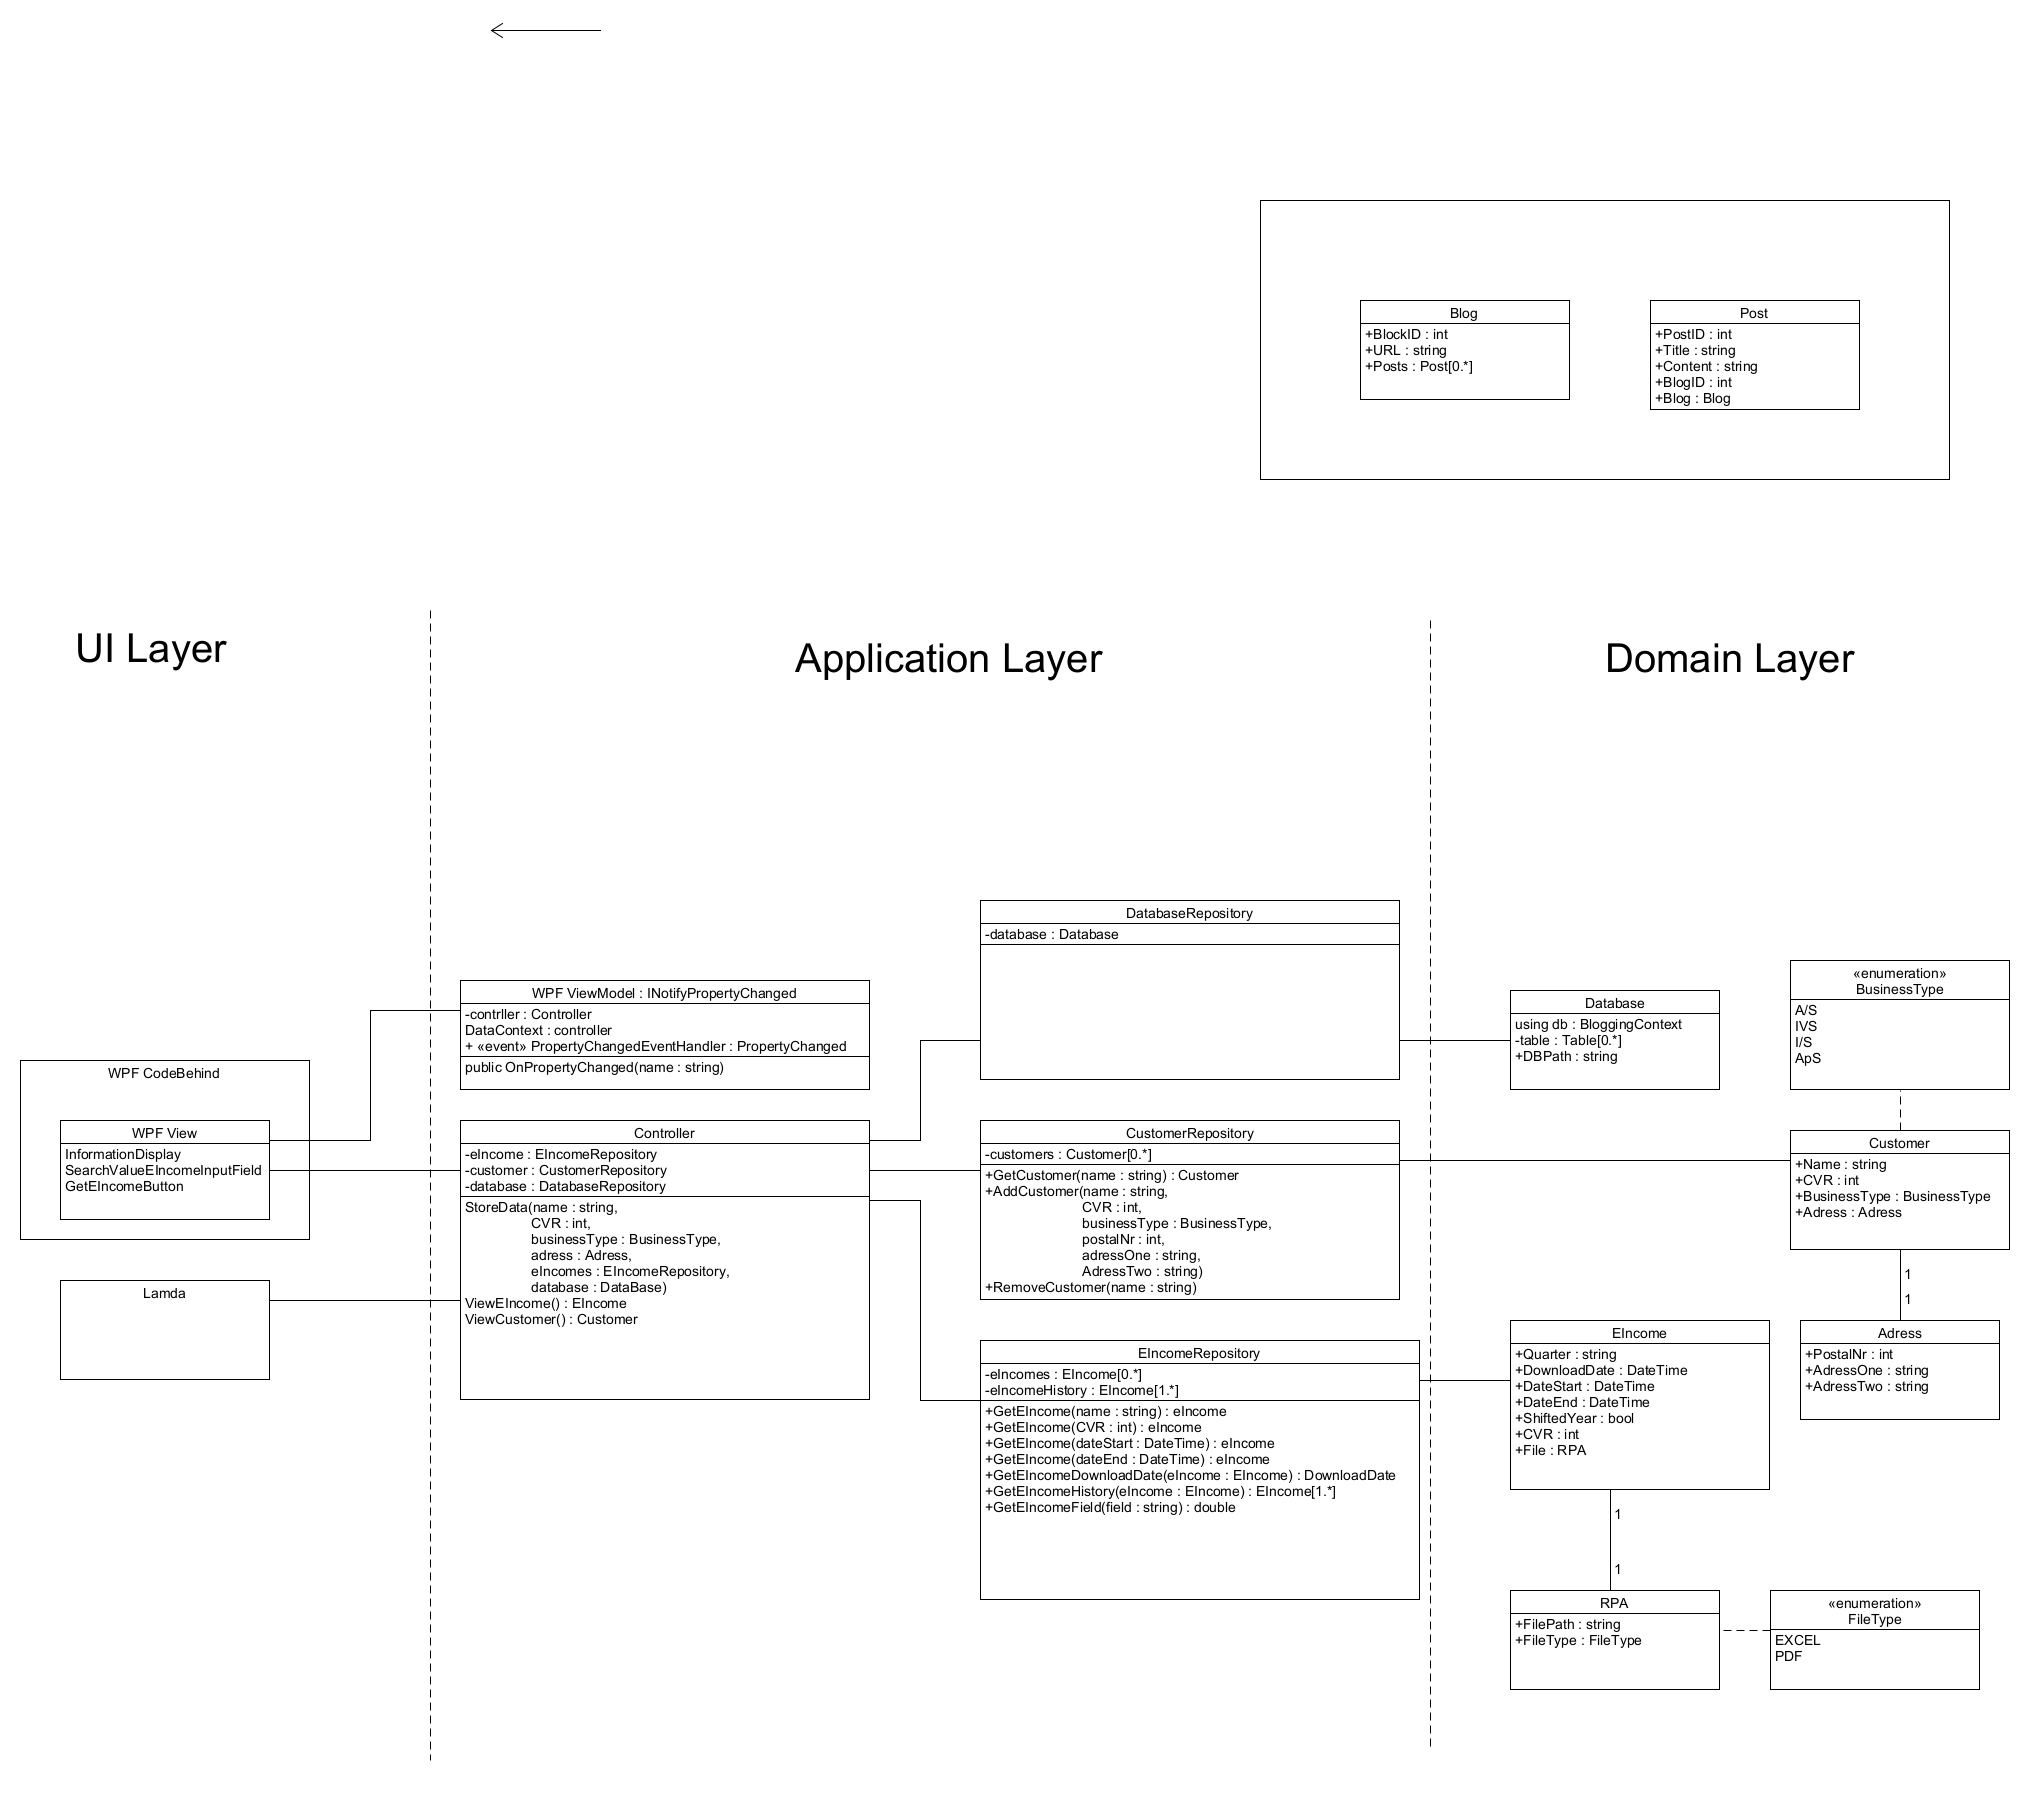 Blog
+BlockID : int
+URL : string
+Posts : Post[0.*]
Post
+PostID : int
+Title : string
+Content : string
+BlogID : int
+Blog : Blog
UI Layer
Application Layer
Domain Layer
WPF CodeBehind
WPF View
InformationDisplay
SearchValueEIncomeInputField
GetEIncomeButton
Lamda
WPF ViewModel : INotifyPropertyChanged
-contrller : Controller
DataContext : controller
+ «event» PropertyChangedEventHandler : PropertyChanged
public OnPropertyChanged(name : string)
Controller
-eIncome : EIncomeRepository
-customer : CustomerRepository
-database : DatabaseRepository
StoreData(name : string,
CVR : int,
businessType : BusinessType,
adress : Adress,
eIncomes : EIncomeRepository,
database : DataBase)
ViewEIncome() : EIncome
ViewCustomer() : Customer
DatabaseRepository
-database : Database
CustomerRepository
-customers : Customer[0.*]
+GetCustomer(name : string) : Customer
+AddCustomer(name : string,
CVR : int,
businessType : BusinessType,
postalNr : int,
adressOne : string,
AdressTwo : string)
+RemoveCustomer(name : string)
EIncomeRepository
-eIncomes : EIncome[0.*]
-eIncomeHistory : EIncome[1.*]
+GetEIncome(name : string) : eIncome
+GetEIncome(CVR : int) : eIncome
+GetEIncome(dateStart : DateTime) : eIncome
+GetEIncome(dateEnd : DateTime) : eIncome
+GetEIncomeDownloadDate(eIncome : EIncome) : DownloadDate
+GetEIncomeHistory(eIncome : EIncome) : EIncome[1.*]
+GetEIncomeField(field : string) : double
Database
using db : BloggingContext
-table : Table[0.*]
+DBPath : string
«enumeration»
BusinessType
A/S
IVS
I/S
ApS
Customer
+Name : string
+CVR : int
+BusinessType : BusinessType
+Adress : Adress
1
1
Adress
+PostalNr : int
+AdressOne : string
+AdressTwo : string
EIncome
+Quarter : string
+DownloadDate : DateTime
+DateStart : DateTime
+DateEnd : DateTime
+ShiftedYear : bool
+CVR : int
+File : RPA
1
1
RPA
+FilePath : string
+FileType : FileType
«enumeration»
FileType
EXCEL
PDF